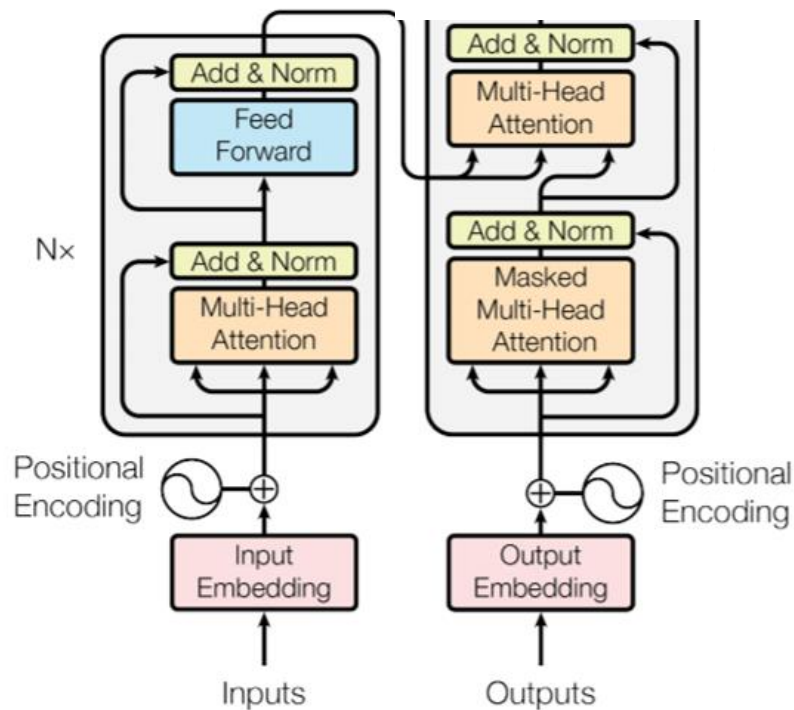 Add & Norm
Feed
Forward
Nx
Add & Norm
Multi-Head
Attention
Positional
Encoding
Input
Embedding
Inputs
Add & Norm
Multi-Head
Attention
Add & Norm
Masked
Multi-Head
Attention
Positional
Encoding
Output
Embedding
Outputs